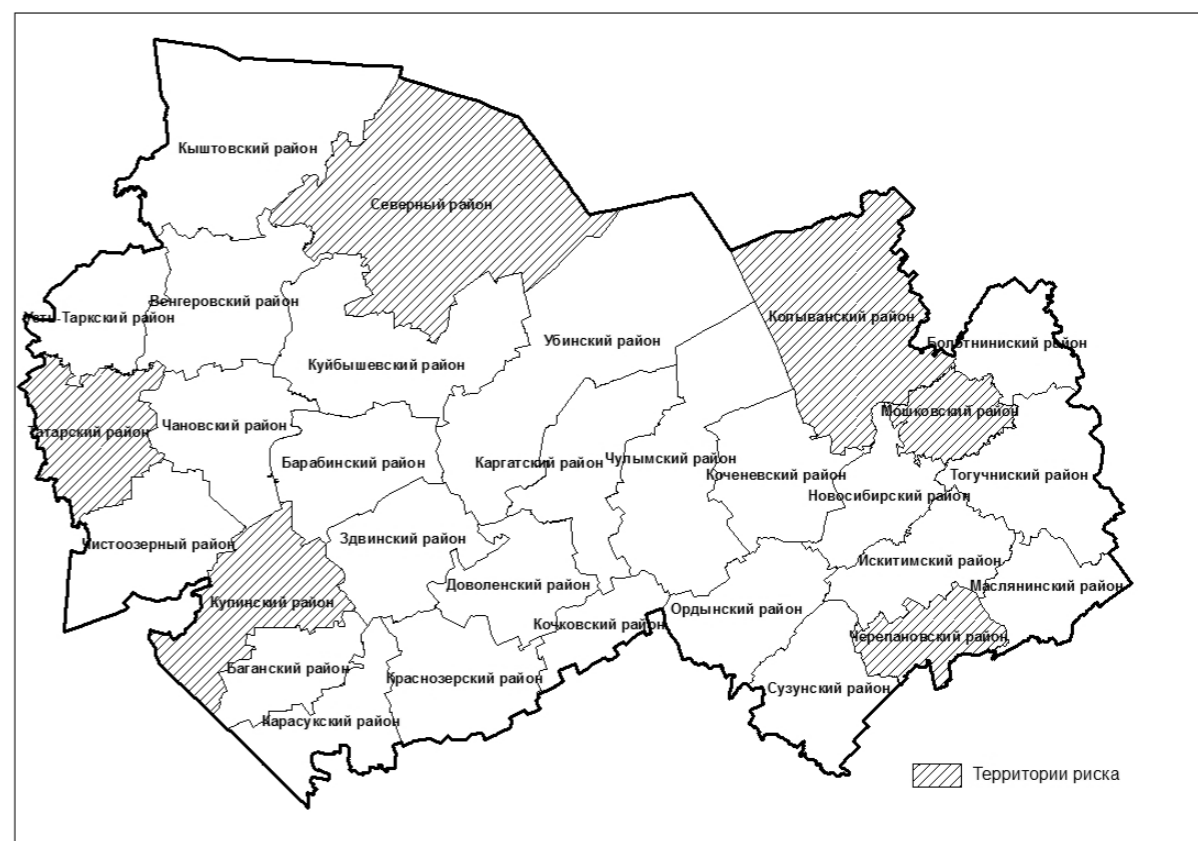 Кыштовский район
Северный район
Венгеровский район
Усть-Таркский район
Колыванский район
Убинский район
Болотниниский район
Куйбышевский район
Мошковский район
Чановский район
Татарский район
Барабинский район
Каргатский район
Чулымский район
Коченевский район
Тогучниский район
Новосибирский район
Здвинский район
Чистоозерный район
Искитимский район
Доволенский район
Маслянинский район
Купинский район
Ордынский район
Кочковский район
Черепановский район
Баганский район
Краснозерский район
Сузунский район
Карасукский район
Территории риска